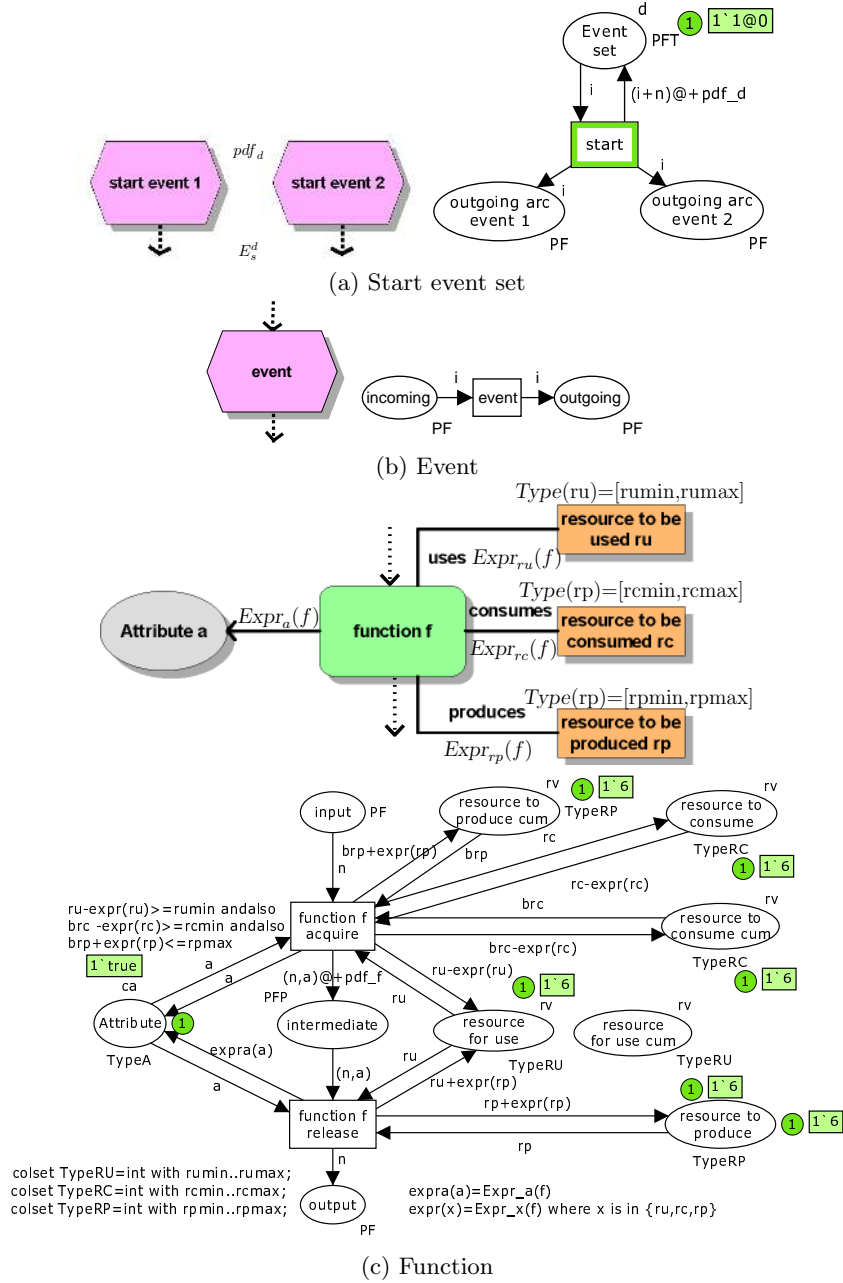 d
Event
set
PFT
1
1`1@0
i
(i+n)@+pdf_d
start
i
i
outgoing arc
event 1
PF
outgoing arc
event 2
PF
pdf_d
start event 1
start event 2
E_s^d
(a) Start event set
event
incoming
PF
i
event
i
outgoing
PF
(b) Event
Type(ru)=[rumin,rumax]
resource to be
used ru
uses Expr_ru(f)
Type(rp)=[rcmin,rcmax]
consumes
resource to be
consumed rc
Expr_rc(f)
Attribute a
Expr_a(f)
function f
Type(rp)=[rpmin,rpmax]
produces
resource to be
produced rp
Expr_rp(f)
input
PF
rv
resource to
produce cum
TypeRP
1
1`6
rv
resource to
consume
TypeRC
1
1`6
brp+expr(rp)
n
brp
rc
rc-expr(rc)
ru-expr(ru)>=rumin andalso
brc -expr(rc)>=rcmin andalso
brp+expr(rp)<=rpmax
function f
acquire
brc
brc-expr(rc)
rv
resource to
consume cum
TypeRC
1
1`6
1`true
ca
Attribute
1
TypeA
a
a
(n,a)@+pdf_f
PFP
intermediate
ru-expr(ru)
ru
1
1`6
rv
resource
for use
TypeRU
rv
resource
for use cum
TypeRU
expra(a)
a
(n,a)
ru
ru+expr(rp)
function f
release
rp+expr(rp)
rp
1
1`6
resource to
produce
1
1`6
TypeRP
n
output
PF
colset TypeRU=int with rumin..rumax;
colset TypeRC=int with rcmin..rcmax;
colset TypeRP=int with rpmin..rpmax;
expra(a)=Expr_a(f)
expr(x)=Expr_x(f) where x is in {ru,rc,rp}
(c) Function